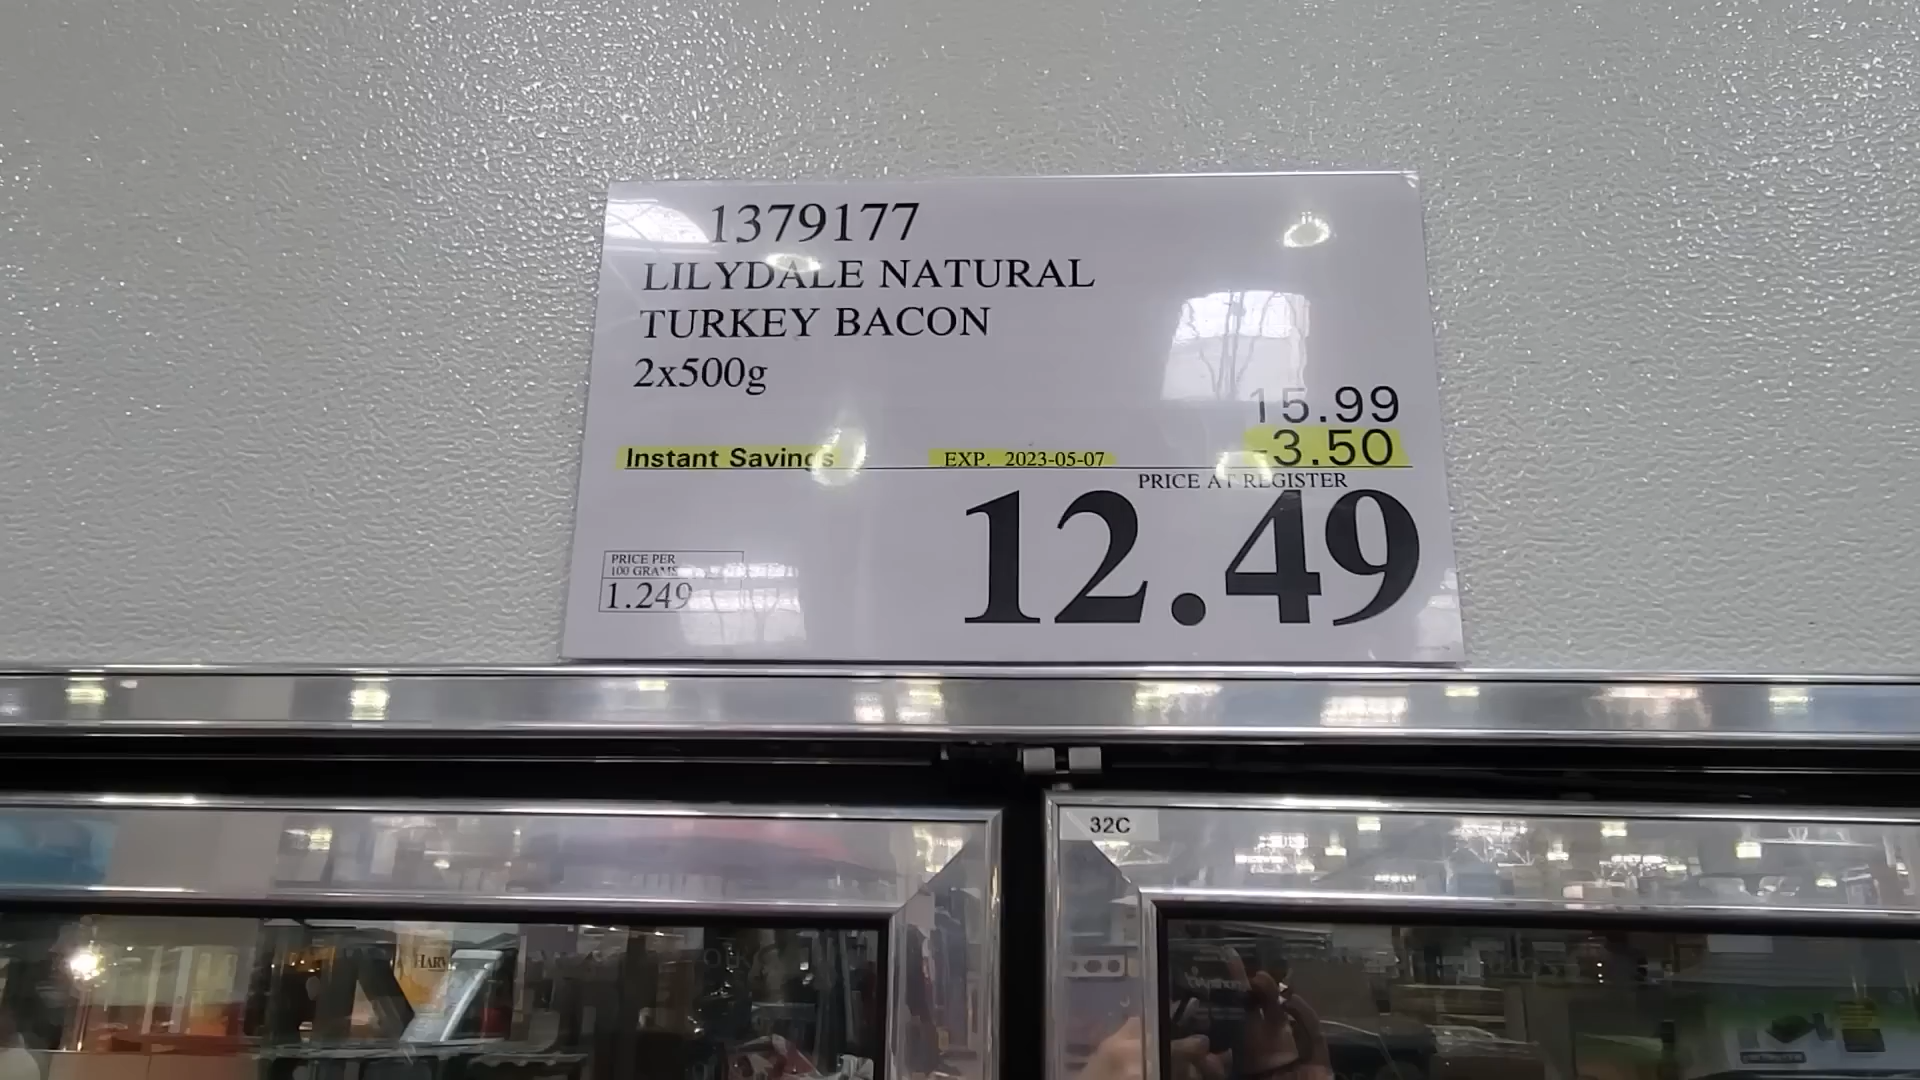 1379177
LILYDALE NATURAL
TURKEY BACON
2x500g
15.99
Instant Savings EXP. 2023-05-07 -3.50
PRICE AT REGISTER
12.49
PRICE PER
100 GRAMS
1.249
32C